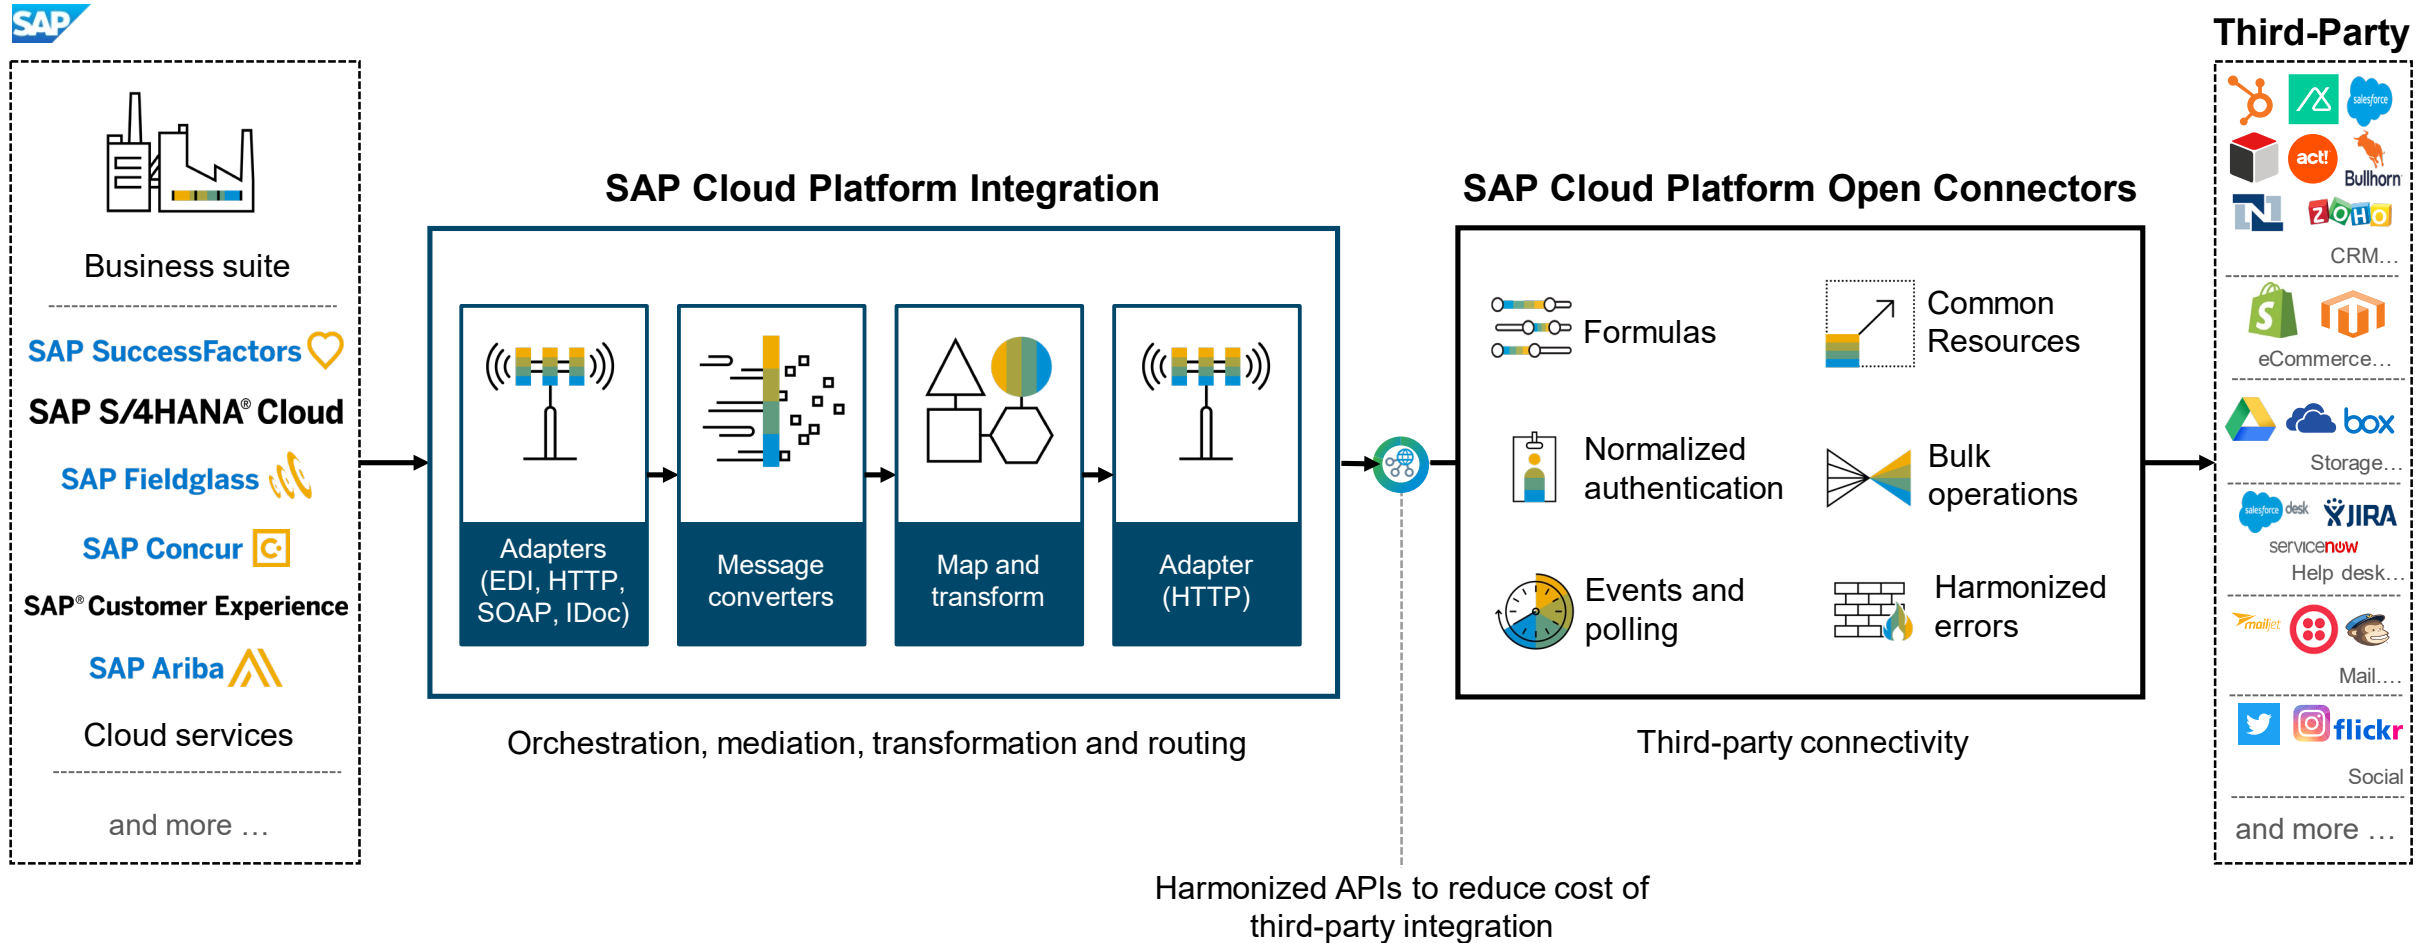 SAP
Business suite
SAP SuccessFactors
SAP S/4HANA® Cloud
SAP Fieldglass
SAP Concur
SAP® Customer Experience
SAP Ariba
Cloud services
and more …
SAP Cloud Platform Integration
Adapters
(EDI, HTTP,
SOAP, IDoc)
Message
converters
Map and
transform
Adapter
(HTTP)
Orchestration, mediation, transformation and routing
Harmonized APIs to reduce cost of
third-party integration
SAP Cloud Platform Open Connectors
Formulas
Common
Resources
Normalized
authentication
Bulk
operations
Events and
polling
Harmonized
errors
Third-party connectivity
Third-Party
salesforce
act!
Bullhorn
N
ZOHO
CRM…
S
eCommerce…
box
Storage…
salesforce desk
JIRA
servicenow
Help desk…
mailjet
Mail….
flickr
Social
and more …